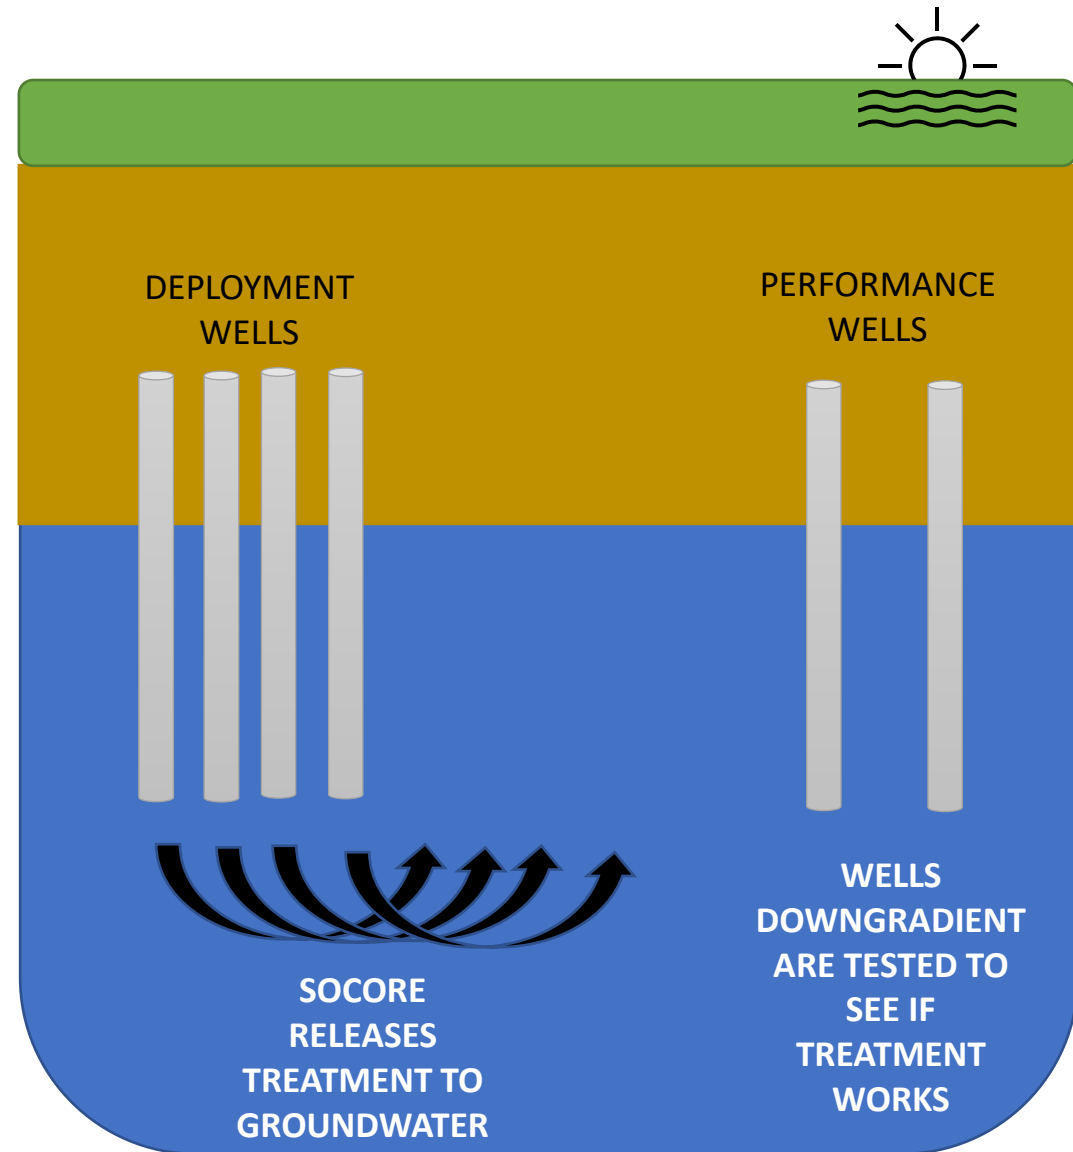 DEPLOYMENT
WELLS
PERFORMANCE
WELLS
SOCORE
RELEASES
TREATMENT TO
GROUNDWATER
WELLS
DOWNGRADIENT
ARE TESTED TO
SEE IF
TREATMENT
WORKS